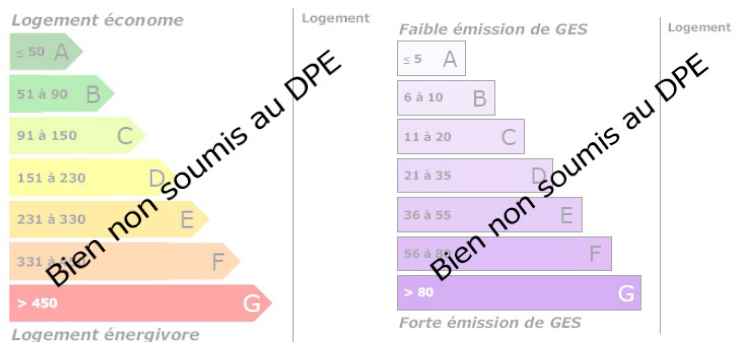 Logement économe
Logement
≤ 50 A
51 à 90 B
91 à 150 C
151 à 230 D
231 à 330 E
331 à F
> 450 G
Logement énergivore
Bien non soumis au DPE
Faible émission de GES
Logement
≤ 5 A
6 à 10 B
11 à 20 C
21 à 35 D
36 à 55 E
56 à 80 F
> 80 G
Forte émission de GES
Bien non soumis au DPE